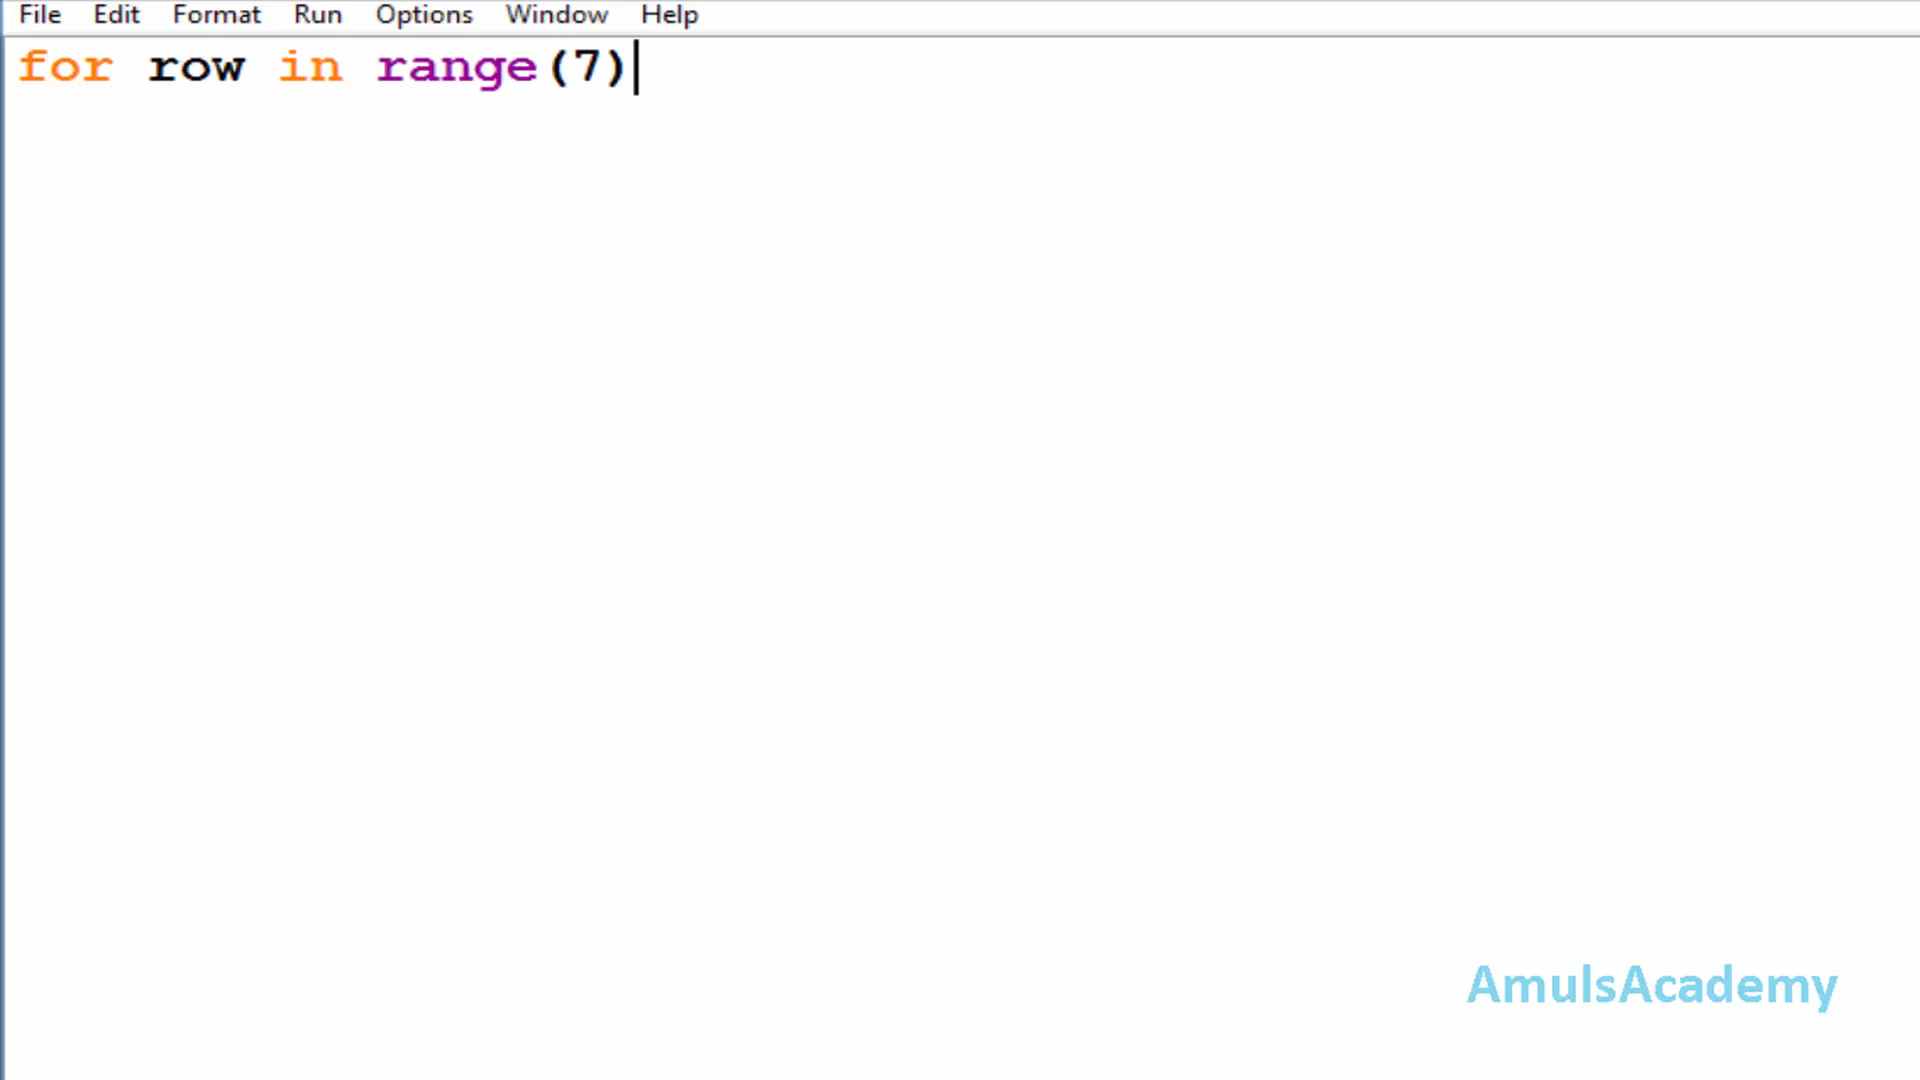 File Edit Format Run Options Window Help
for row in range(7)
AmulsAcademy